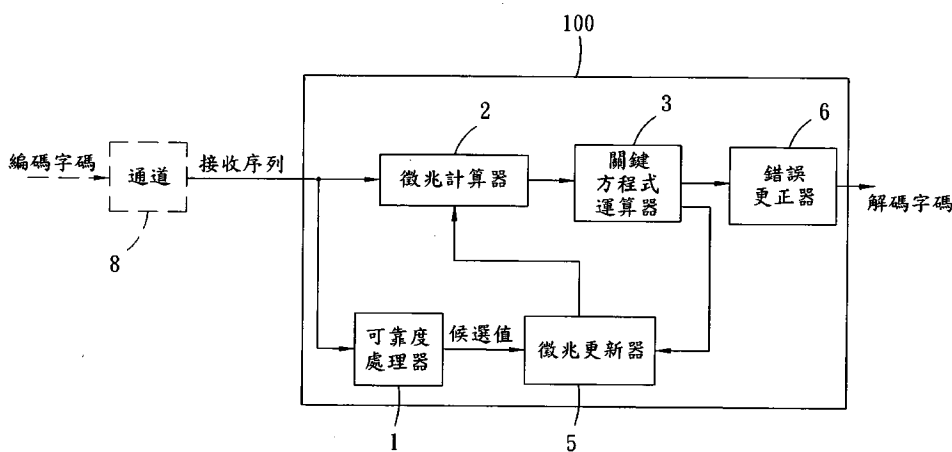 100
2
3
6
編碼字碼
通道
接收序列
徵兆計算器
關鍵
方程式
運算器
錯誤
更正器
解碼字碼
8
可靠度
處理器
候選值
徵兆更新器
1
5